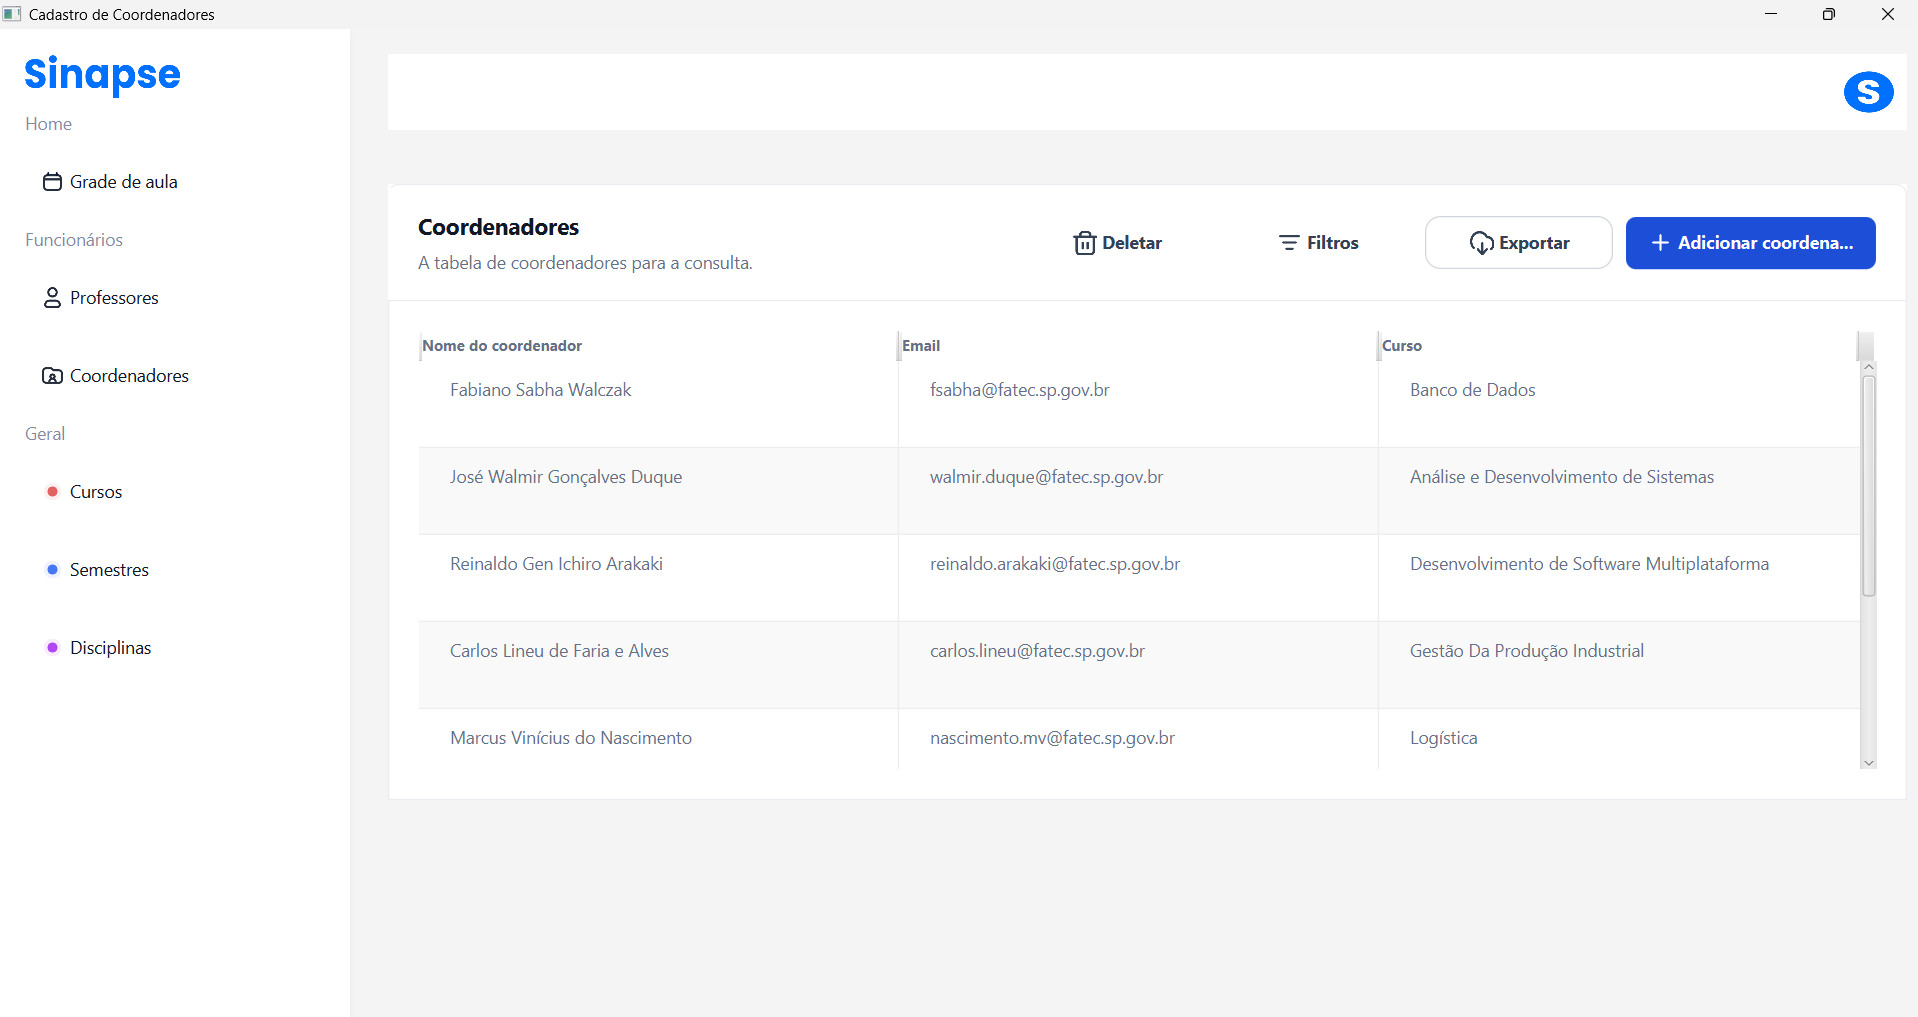 Cadastro de Coordenadores
Sinapse
Home
Grade de aula
Funcionários
Professores
Coordenadores
Geral
Cursos
Semestres
Disciplinas
S
Coordenadores
A tabela de coordenadores para a consulta.
Deletar
Filtros
Exportar
+ Adicionar coordena...
Nome do coordenador Email Curso
Fabiano Sabha Walczak fsabha@fatec.sp.gov.br Banco de Dados
José Walmir Gonçalves Duque walmir.duque@fatec.sp.gov.br Análise e Desenvolvimento de Sistemas
Reinaldo Gen Ichiro Arakaki reinaldo.arakaki@fatec.sp.gov.br Desenvolvimento de Software Multiplataforma
Carlos Lineu de Faria e Alves carlos.lineu@fatec.sp.gov.br Gestão Da Produção Industrial
Marcus Vinícius do Nascimento nascimento.mv@fatec.sp.gov.br Logística